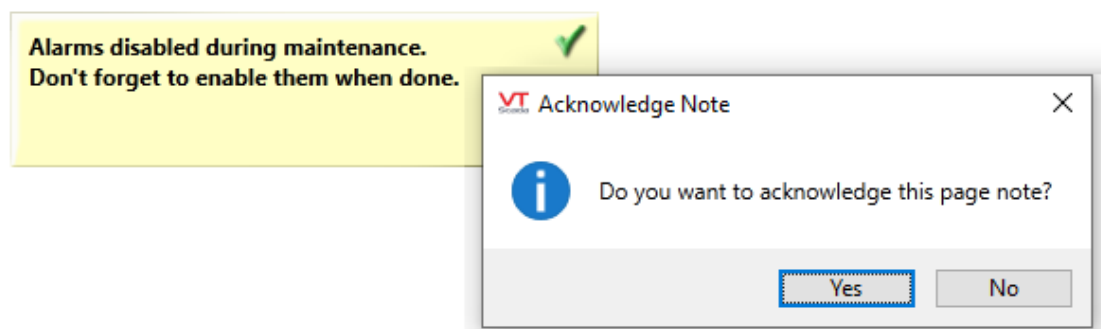 Alarms disabled during maintenance.
Don't forget to enable them when done.
VT Scada Acknowledge Note
Do you want to acknowledge this page note?
Yes No